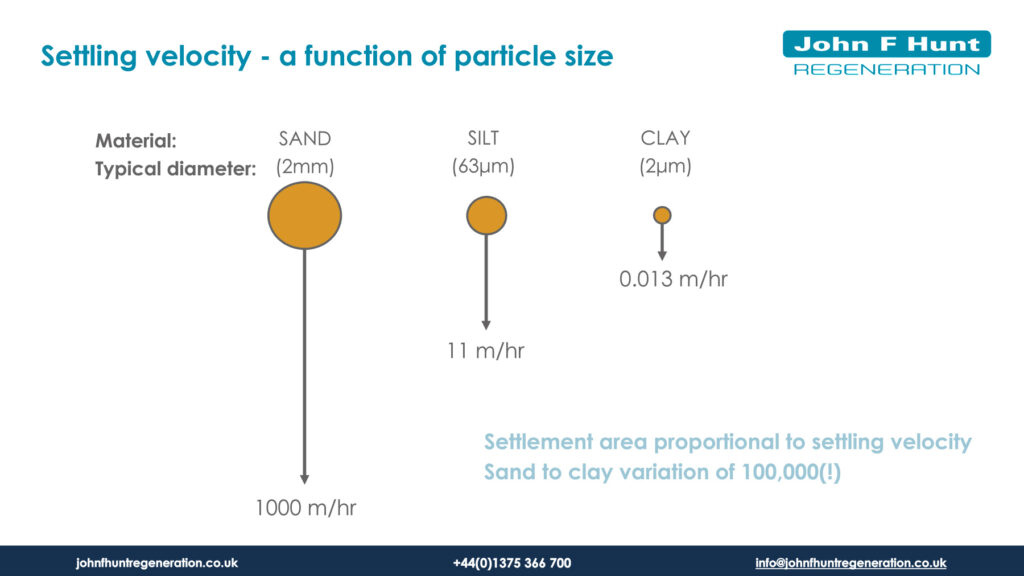 Settling velocity - a function of particle size
John F Hunt
REGENERATION
Material: SAND SILT CLAY
Typical diameter: (2mm) (63µm) (2µm)
0.013 m/hr
11 m/hr
Settlement area proportional to settling velocity
Sand to clay variation of 100,000(!)
1000 m/hr
johnfhuntregeneration.co.uk +44(0)1375 366 700 info@johnfhuntregeneration.co.uk